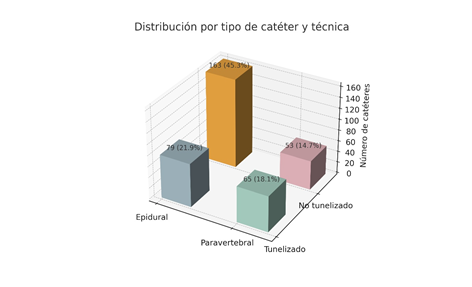 Distribución por tipo de catéter y técnica
163 (45.3%)
79 (21.9%)
53 (14.7%)
65 (18.1%)
160
140
120
100
80
60
40
20
0
Número de catéteres
No tunelizado
Tunelizado
Epidural
Paravertebral